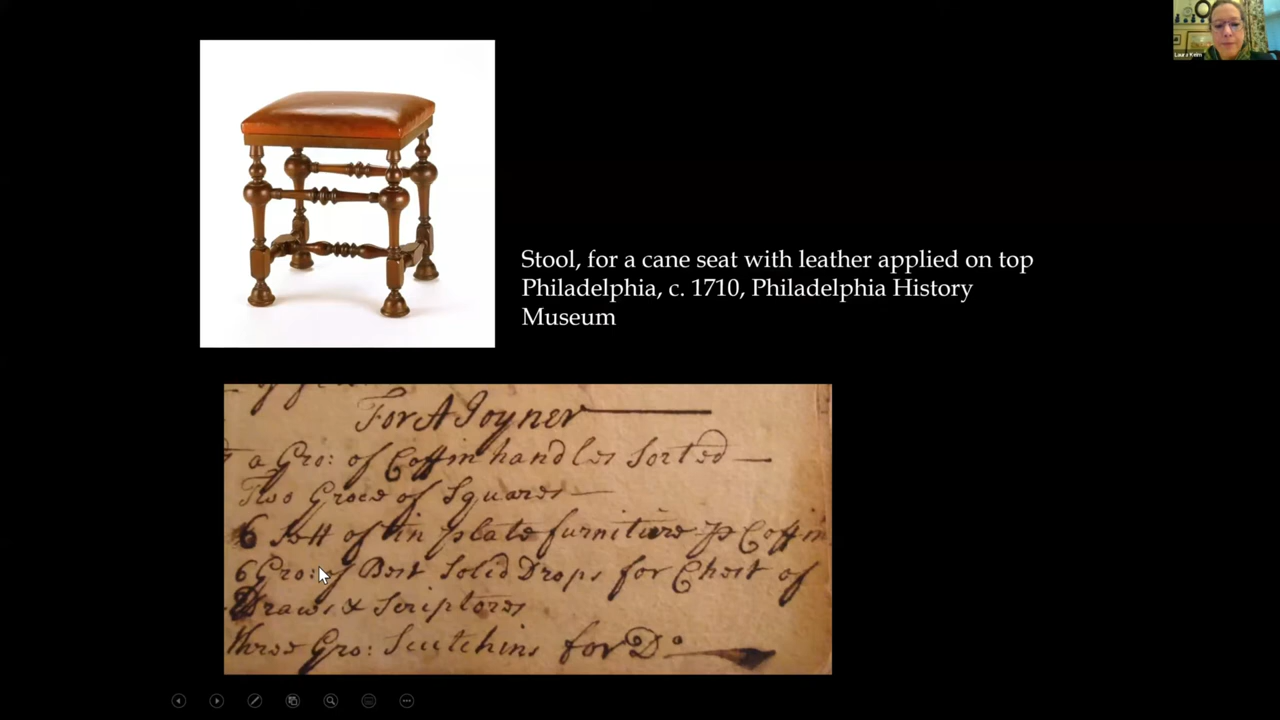 Laura Keim
Stool, for a cane seat with leather applied on top
Philadelphia, c. 1710, Philadelphia History
Museum
For A Joyner
a Gro: of Coffin handles Sorted
Two Groce of Squares
6 Sett of tin plate furniture p Coffin
6 Gro: of Best Solid Drops for Chest of
Draws & Scriptores
three Gro: Scutchins for Do